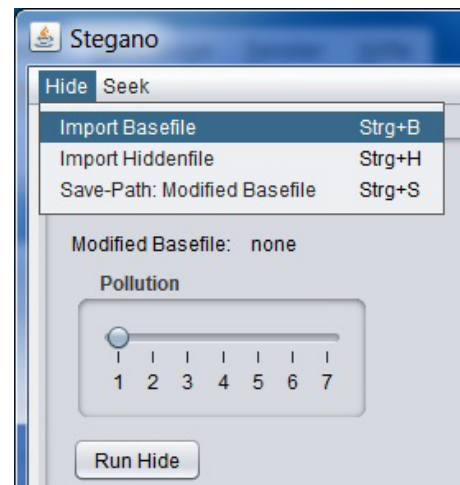 Stegano
Hide Seek
Import Basefile Strg+B
Import Hiddenfile Strg+H
Save-Path: Modified Basefile Strg+S
Modified Basefile: none
Pollution
1 2 3 4 5 6 7
Run Hide